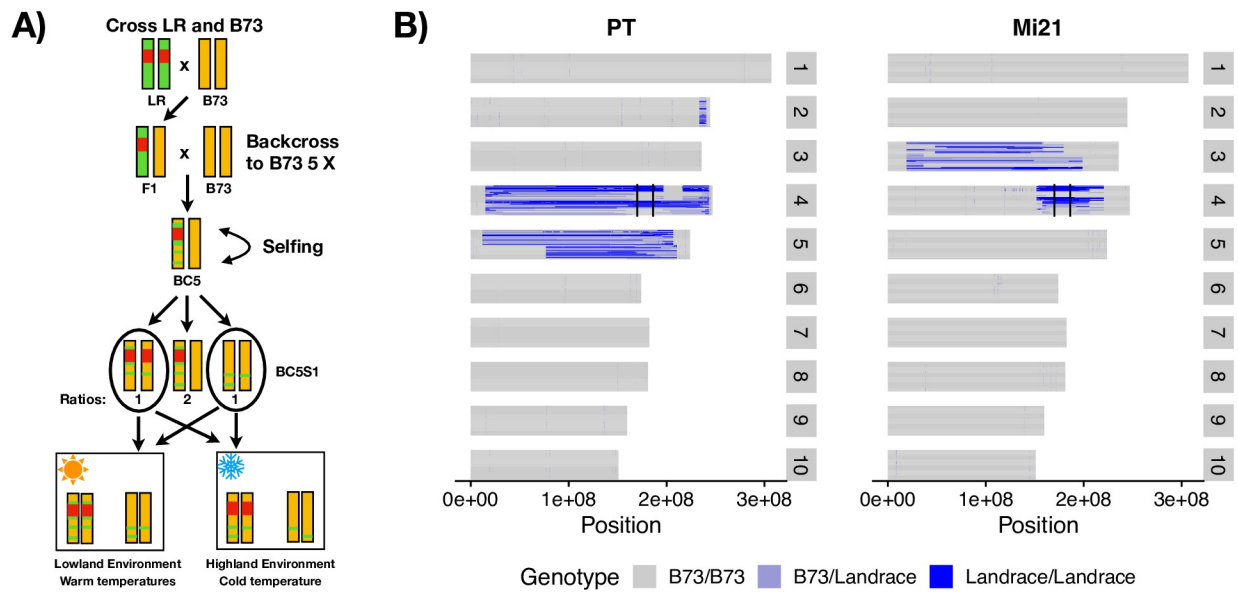 A)
Cross LR and B73
x
LR
B73
x
Backcross
to B73 5 X
F1
B73
Selfing
BC5
BC5S1
Ratios:
1
2
1
Lowland Environment
Warm temperatures
Highland Environment
Cold temperature
B)
PT
1
2
3
4
5
6
7
8
9
10
0e+00
1e+08
2e+08
3e+08
Position
Mi21
1
2
3
4
5
6
7
8
9
10
0e+00
1e+08
2e+08
3e+08
Position
Genotype
B73/B73
B73/Landrace
Landrace/Landrace